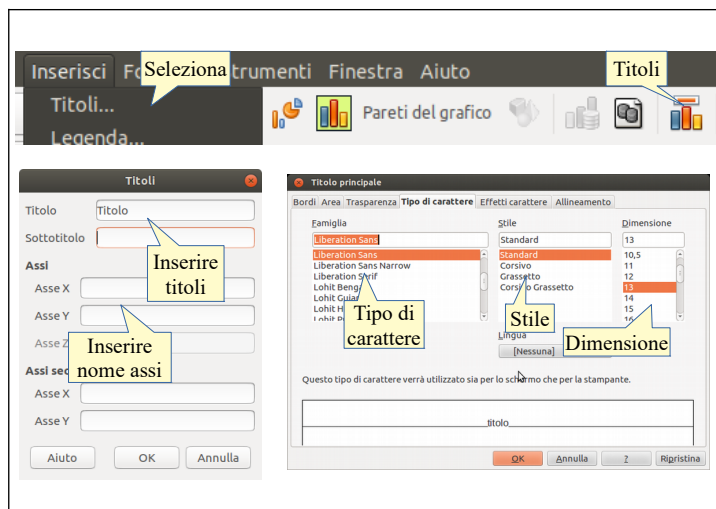 Inserisci Seleziona trumenti Finestra Aiuto Titoli
Titoli...
Pareti del grafico
Legenda...
Titoli
Titolo Titolo
Sottotitolo
Inserire
titoli
Assi
Asse X
Asse Y
Asse Z
Inserire
nome assi
Assi sec
Asse X
Asse Y
Aiuto OK Annulla
Titolo principale
Bordi Area Trasparenza Tipo di carattere Effetti carattere Allineamento
Famiglia Stile Dimensione
Liberation Sans Standard 13
Liberation Sans Standard 10,5
Liberation Sans Narrow Corsivo 11
Liberation Serif Grassetto 12
Lohit Beng Corsivo Grassetto 13
Lohit Gujar 14
Lohit H 15
Lohit P 16
Tipo di
carattere
Stile
Dimensione
Lingua
[Nessuna]
Questo tipo di carattere verrà utilizzato sia per lo schermo che per la stampante.
titolo
OK Annulla ? Ripristina